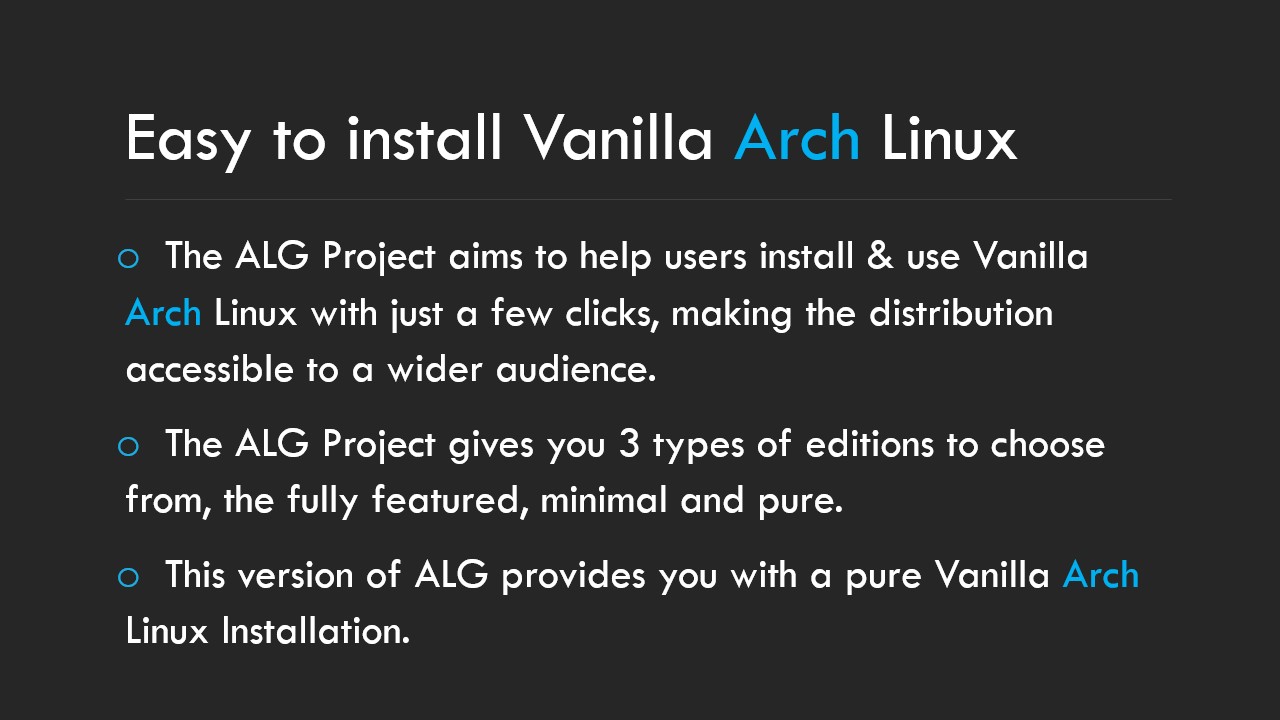 Easy to install Vanilla Arch Linux
o The ALG Project aims to help users install & use Vanilla
Arch Linux with just a few clicks, making the distribution
accessible to a wider audience.
o The ALG Project gives you 3 types of editions to choose
from, the fully featured, minimal and pure.
o This version of ALG provides you with a pure Vanilla Arch
Linux Installation.